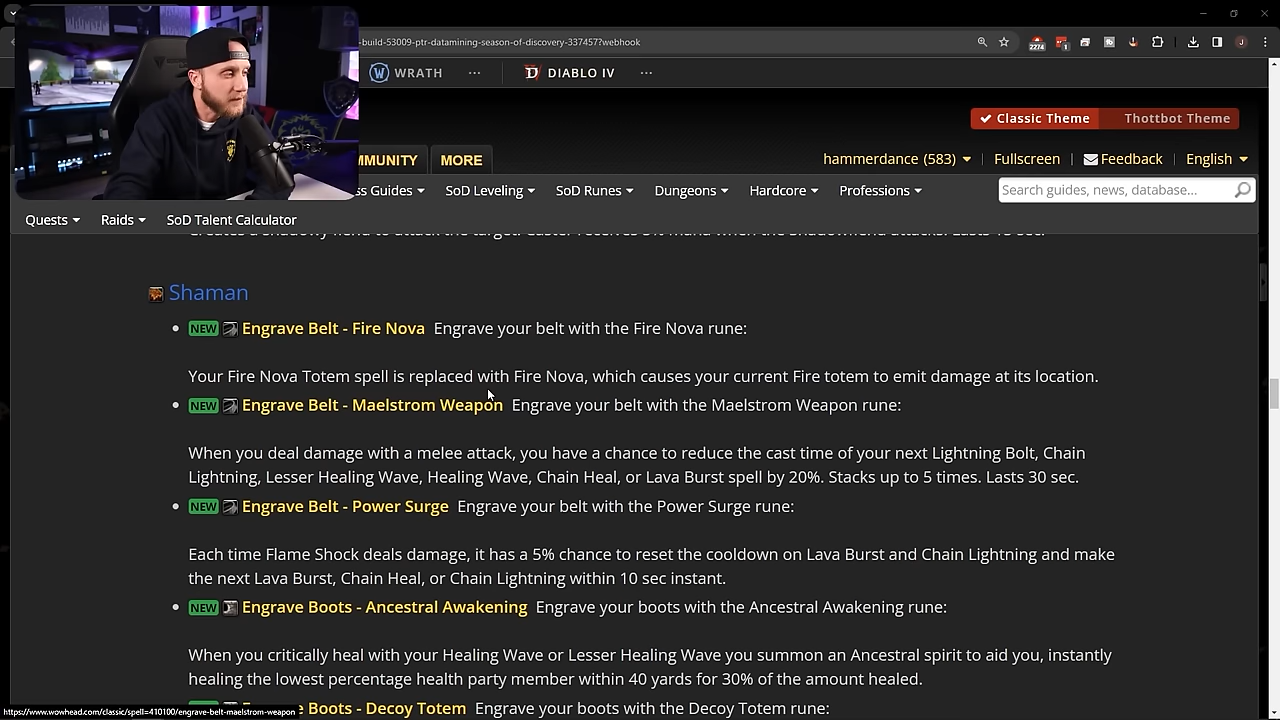 -build-53009-ptr-datamining-season-of-discovery-337457?webhook
2274
1
J
WRATH
DIABLO IV
Classic Theme
Thottbot Theme
MMUNITY
MORE
hammerdance (583)
Fullscreen
Feedback
English
ss Guides
SoD Leveling
SoD Runes
Dungeons
Hardcore
Professions
Search guides, news, database...
Quests
Raids
SoD Talent Calculator
Shaman
NEW Engrave Belt - Fire Nova Engrave your belt with the Fire Nova rune:
Your Fire Nova Totem spell is replaced with Fire Nova, which causes your current Fire totem to emit damage at its location.
NEW Engrave Belt - Maelstrom Weapon Engrave your belt with the Maelstrom Weapon rune:
When you deal damage with a melee attack, you have a chance to reduce the cast time of your next Lightning Bolt, Chain
Lightning, Lesser Healing Wave, Healing Wave, Chain Heal, or Lava Burst spell by 20%. Stacks up to 5 times. Lasts 30 sec.
NEW Engrave Belt - Power Surge Engrave your belt with the Power Surge rune:
Each time Flame Shock deals damage, it has a 5% chance to reset the cooldown on Lava Burst and Chain Lightning and make
the next Lava Burst, Chain Heal, or Chain Lightning within 10 sec instant.
NEW Engrave Boots - Ancestral Awakening Engrave your boots with the Ancestral Awakening rune:
When you critically heal with your Healing Wave or Lesser Healing Wave you summon an Ancestral spirit to aid you, instantly
healing the lowest percentage health party member within 40 yards for 30% of the amount healed.
Boots - Decoy Totem Engrave your boots with the Decoy Totem rune:
https://www.wowhead.com/classic/spell=410100/engrave-belt-maelstrom-weapon